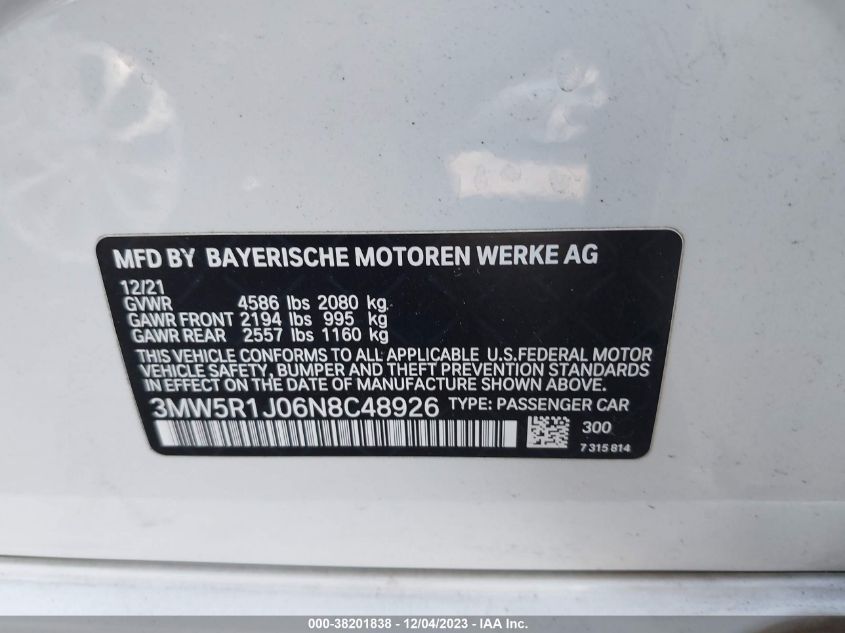 MFD BY BAYERISCHE MOTOREN WERKE AG
12/21
GVWR 4586 lbs 2080 kg
GAWR FRONT 2194 lbs 995 kg
GAWR REAR 2557 lbs 1160 kg
THIS VEHICLE CONFORMS TO ALL APPLICABLE U.S.FEDERAL MOTOR
VEHICLE SAFETY, BUMPER AND THEFT PREVENTION STANDARDS
IN EFFECT ON THE DATE OF MANUFACTURE SHOWN ABOVE.
3MW5R1J06N8C48926 TYPE: PASSENGER CAR
300
7 315 814
000-38201838 - 12/04/2023 - IAA Inc.